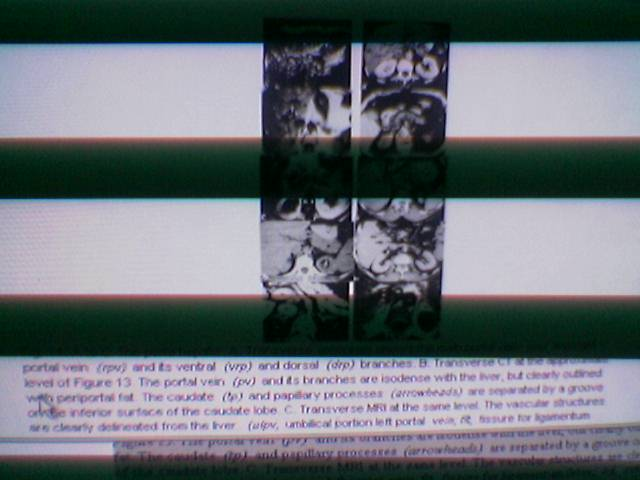 portal vein (rpv) and its ventral (vrp) and dorsal (drp) branches. B. Transverse CT at the approximate
level of Figure 13. The portal vein (pv) and its branches are isodense with the liver, but clearly outlined
with periportal fat. The caudate (tp) and papillary processes (arrowheads) are separated by a groove
on the inferior surface of the caudate lobe. C. Transverse MRI at the same level. The vascular structures
are clearly delineated from the liver. (ulpv, umbilical portion left portal vein, fissure for ligamentum
Figure 13. The portal vein (pv) and its branches are isodense with the liver, but clearly
fat. The caudate (tp) and papillary processes (arrowheads) are separated by a groove
of the caudate lobe. C. Transverse MRI at the same level. The vascular structures are